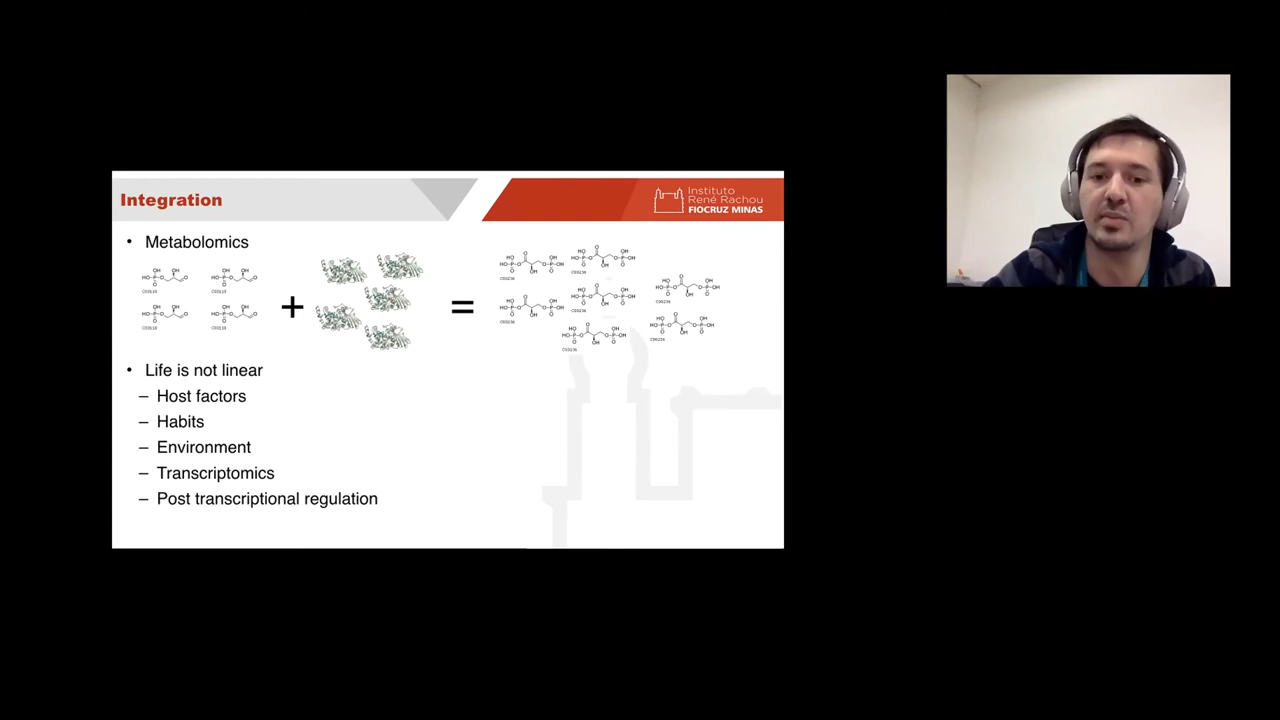 Integration
Instituto
René Rachou
FIOCRUZ MINAS
• Metabolomics
+
=
• Life is not linear
– Host factors
– Habits
– Environment
– Transcriptomics
– Post transcriptional regulation